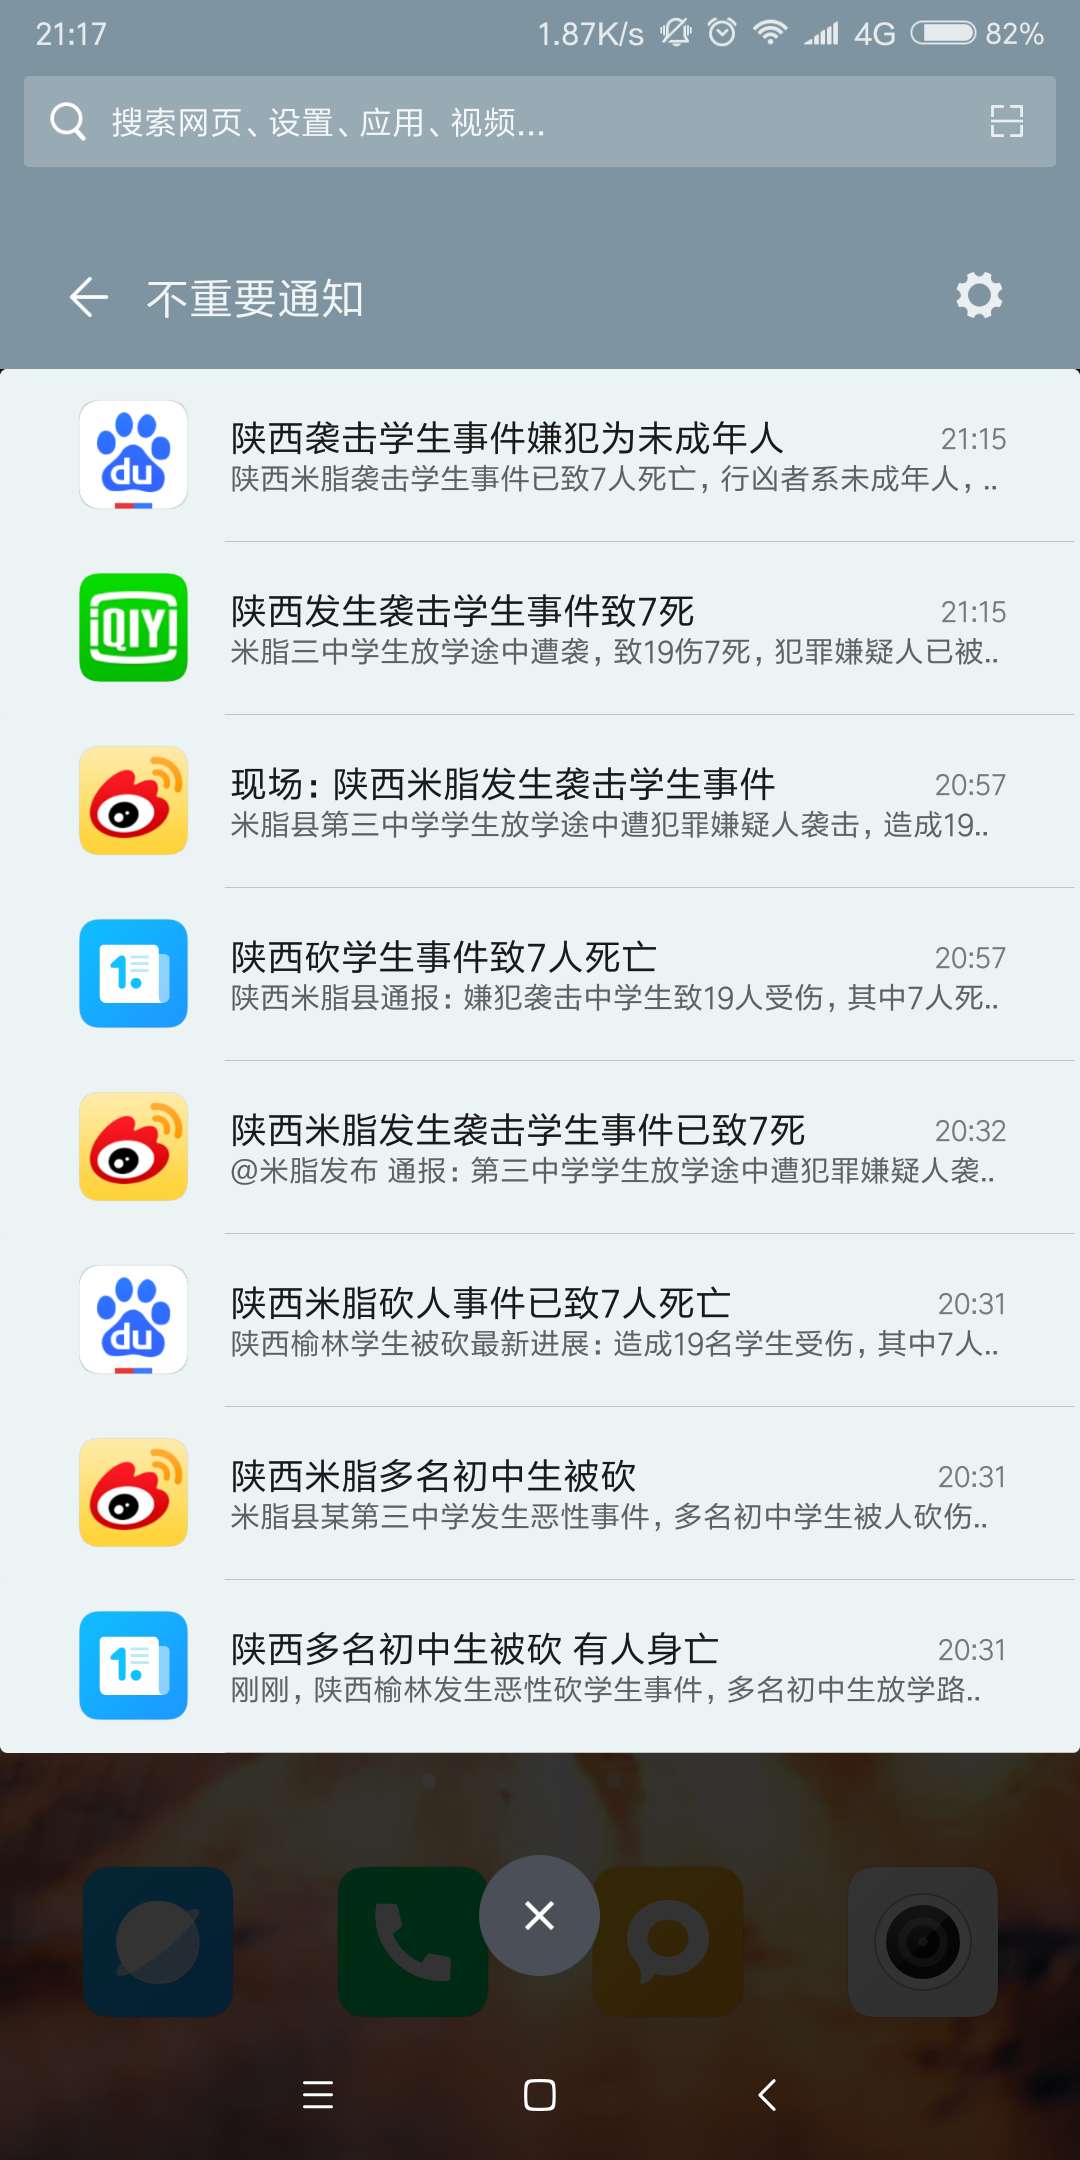 21:17 1.87K/s 4G 82%
搜索网页、设置、应用、视频...
不重要通知
陕西袭击学生事件嫌犯为未成年人 21:15
陕西米脂袭击学生事件已致7人死亡，行凶者系未成年人，..
du
陕西发生袭击学生事件致7死 21:15
米脂三中学生放学途中遭袭，致19伤7死，犯罪嫌疑人已被..
iQIYI
现场：陕西米脂发生袭击学生事件 20:57
米脂县第三中学学生放学途中遭犯罪嫌疑人袭击，造成19..
陕西砍学生事件致7人死亡 20:57
陕西米脂县通报：嫌犯袭击中学生致19人受伤，其中7人死..
1.
陕西米脂发生袭击学生事件已致7死 20:32
@米脂发布 通报：第三中学学生放学途中遭犯罪嫌疑人袭..
陕西米脂砍人事件已致7人死亡 20:31
陕西榆林学生被砍最新进展：造成19名学生受伤，其中7人..
du
陕西米脂多名初中生被砍 20:31
米脂县某第三中学发生恶性事件，多名初中学生被人砍伤..
陕西多名初中生被砍 有人身亡 20:31
刚刚，陕西榆林发生恶性砍学生事件，多名初中生放学路..
1.